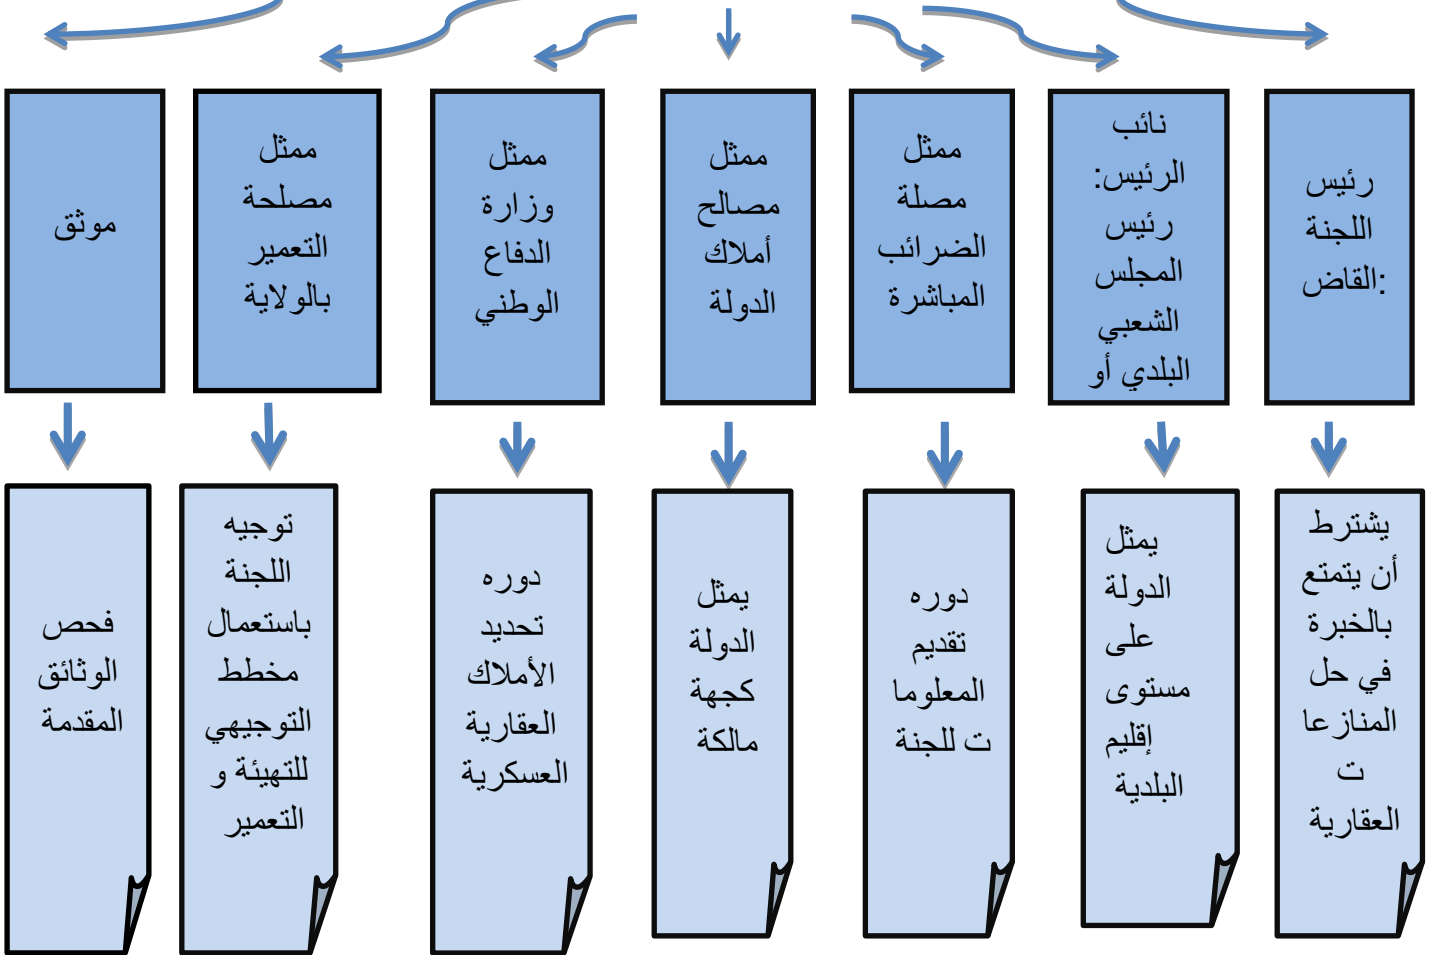 رئيس
اللجنة
:القاض
نائب
الرئيس:
رئيس
المجلس
الشعبي
البلدي أو
ممثل
مصلة
الضرائب
المباشرة
ممثل
مصالح
أملاك
الدولة
ممثل
وزارة
الدفاع
الوطني
ممثل
مصلحة
التعمير
بالولاية
موثق
يشترط
أن يتمتع
بالخبرة
في حل
المنازعا
ت
العقارية
يمثل
الدولة
على
مستوى
إقليم
البلدية
دوره
تقديم
المعلوما
ت للجنة
يمثل
الدولة
كجهة
مالكة
دوره
تحديد
الأملاك
العقارية
العسكرية
توجيه
اللجنة
باستعمال
مخطط
التوجيهي
للتهيئة و
التعمير
فحص
الوثائق
المقدمة